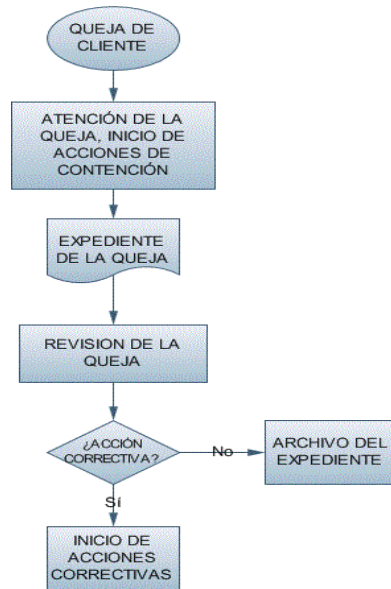 QUEJA DE
CLIENTE
ATENCIÓN DE LA
QUEJA, INICIO DE
ACCIONES DE
CONTENCIÓN
EXPEDIENTE
DE LA QUEJA
REVISION DE LA
QUEJA
¿ACCIÓN
CORRECTIVA?
No
ARCHIVO DEL
EXPEDIENTE
Sí
INICIO DE
ACCIONES
CORRECTIVAS